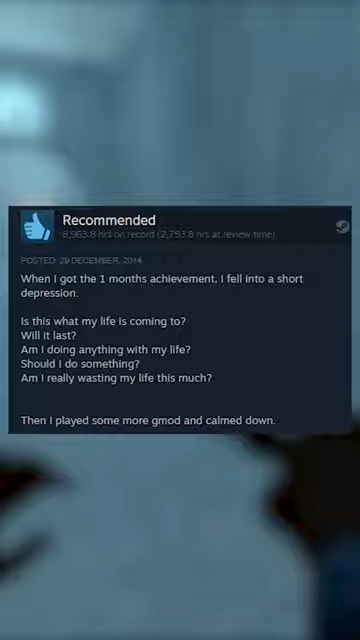 Recommended
8,963.8 hrs on record (2,753.8 hrs at review time)
POSTED: 29 DECEMBER, 2014
When I got the 1 months achievement, I fell into a short
depression.
Is this what my life is coming to?
Will it last?
Am I doing anything with my life?
Should I do something?
Am I really wasting my life this much?
Then I played some more gmod and calmed down.